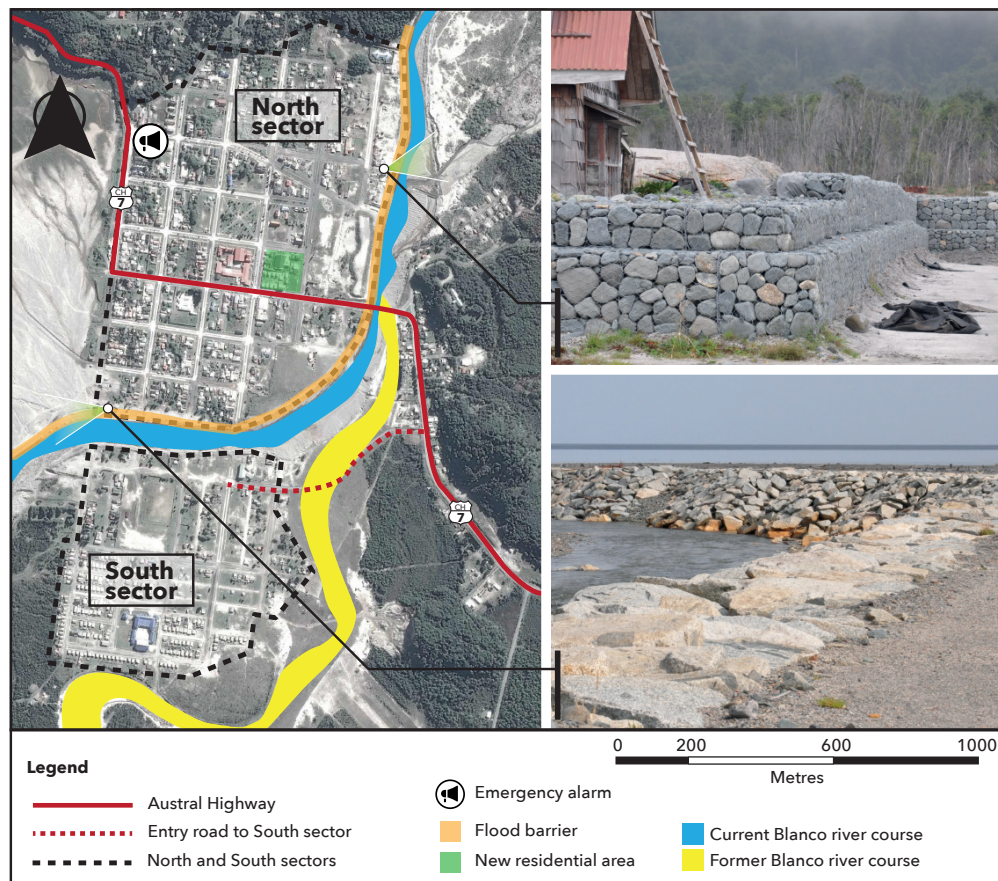 North
sector
CH
7
South
sector
CH
7
0 200 600 1000
Metres
Legend
Austral Highway
Entry road to South sector
North and South sectors
Emergency alarm
Flood barrier
New residential area
Current Blanco river course
Former Blanco river course